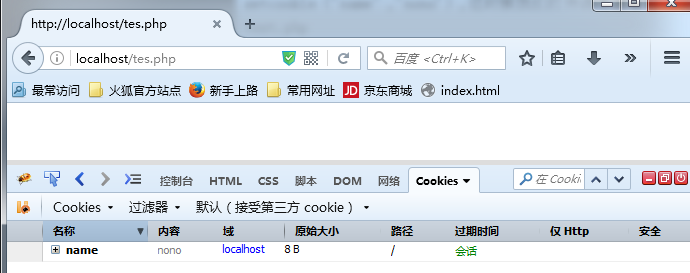 http://localhost/tes.php
localhost/tes.php
百度 <Ctrl+K>
最常访问 火狐官方站点 新手上路 常用网址 JD 京东商城 index.html
控制台 HTML CSS 脚本 DOM 网络 Cookies 在 Cookie
Cookies 过滤器 默认（接受第三方 cookie）
名称 内容 域 原始大小 路径 过期时间 仅 Http 安全
name nono localhost 8 B / 会话